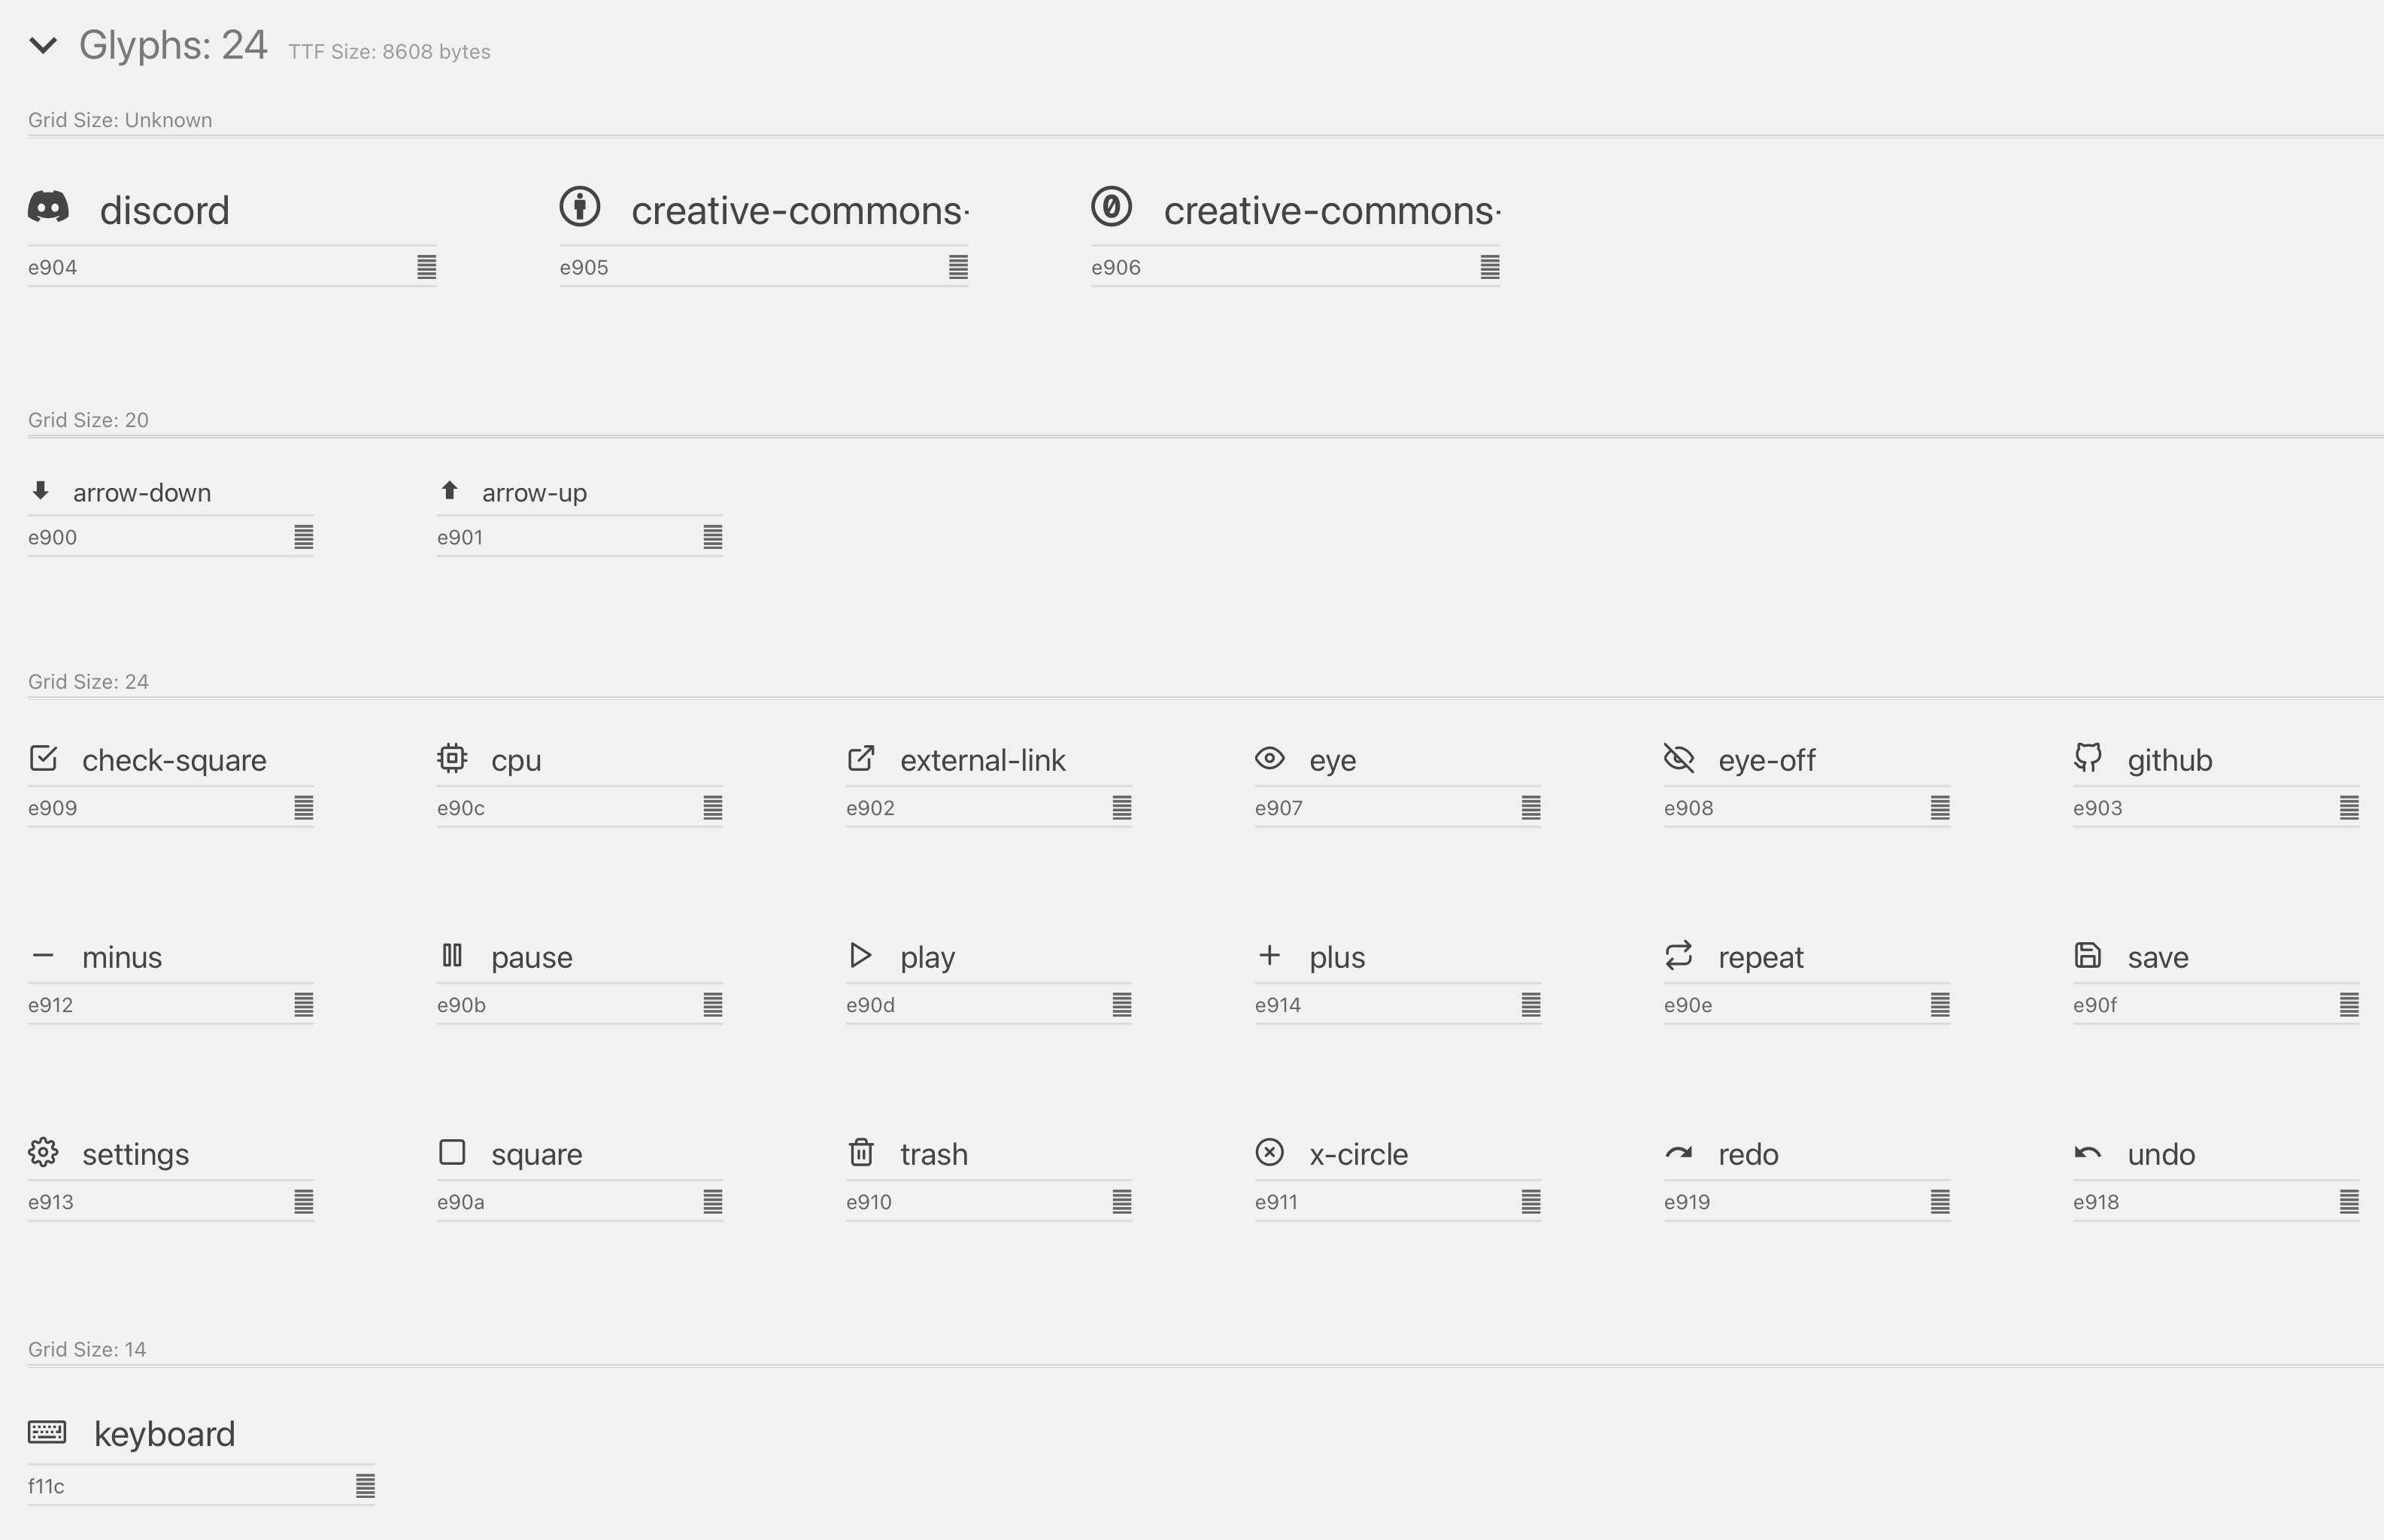 Glyphs: 24 TTF Size: 8608 bytes
Grid Size: Unknown
discord creative-commons- creative-commons-
e904 e905 e906
Grid Size: 20
arrow-down arrow-up
e900 e901
Grid Size: 24
check-square cpu external-link eye eye-off github
e909 e90c e902 e907 e908 e903
minus pause play plus repeat save
e912 e90b e90d e914 e90e e90f
settings square trash x-circle redo undo
e913 e90a e910 e911 e919 e918
Grid Size: 14
keyboard
f11c